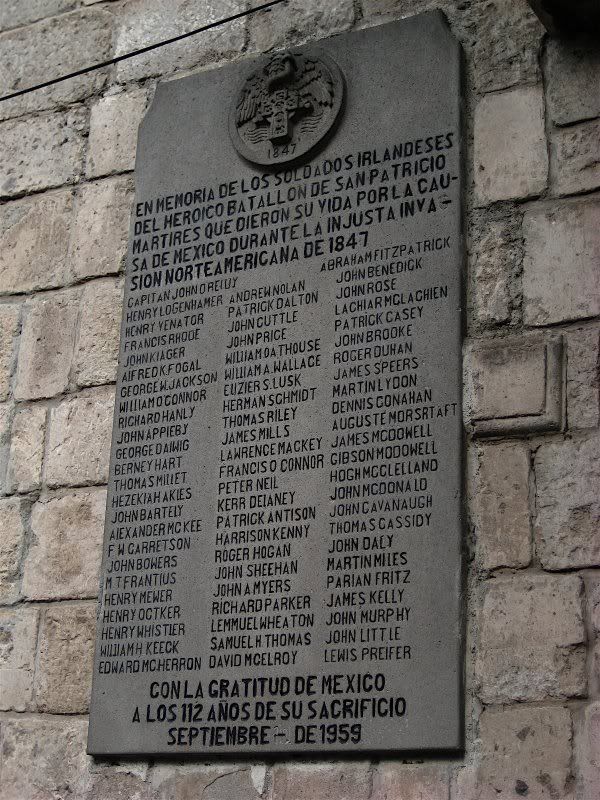 1847
EN MEMORIA DE LOS SOLDADOS IRLANDESES
DEL HEROICO BATALLON DE SAN PATRICIO
MARTIRES QUE DIERON SU VIDA POR LA CAU-
SA DE MEXICO DURANTE LA INJUSTA INVA-
SION NORTEAMERICANA DE 1847
CAPITAN JOHN OREILLY
HENRY LOGENHAMER
HENRY VENATOR
FRANCIS RHODE
JOHN KIAGER
ALFRED K. FOGAL
GEORGE W. JACKSON
WILLIAM O CONNOR
RICHARD HANLY
JOHN APPIEBY
GEORGE DAIWIG
BERNEY HART
THOMAS MILLET
HEZEKIAH AKIES
JOHN BARTELY
ALEXANDER MC KEE
F.W. GARRETSON
JOHN BOWERS
M T FRANTIUS
HENRY MEWER
HENRY OCTKER
HENRY WHISTIER
WILLIAM H KEECK
EDWARD MCHERRON
ANDREW NOLAN
PATRICK DALTON
JOHN CUTTLE
JOHN PRICE
WILLIAM OATHOUSE
WILLIAM A. WALLACE
ELIZIER S. LUSK
HERMAN SCHMIDT
THOMAS RILEY
JAMES MILLS
LAWRENCE MACKEY
FRANCIS O CONNOR
PETER NEIL
KERR DELANEY
PATRICK ANTISON
HARRISON KENNY
ROGER HOGAN
JOHN SHEEHAN
JOHN A MYERS
RICHARD PARKER
LEMMUEL WHEATON
SAMUEL H THOMAS
DAVID MCELROY
ABRAHAM FITZPATRICK
JOHN BENEDICK
JOHN ROSE
LACHIAR MCLACHIEN
PATRICK CASEY
JOHN BROOKE
ROGER DUHAN
JAMES SPEERS
MARTIN LYDON
DENNIS CONAHAN
AUGUSTE MORSRTAFT
JAMES MCDOWELL
GIBSON MCDOWELL
HOGH MCCLELLAND
JOHN MCDONALD
JOHN CAVANAUGH
THOMAS CASSIDY
JOHN DALY
MARTIN MILES
PARIAN FRITZ
JAMES KELLY
JOHN MURPHY
JOHN LITTLE
LEWIS PREIFER
CON LA GRATITUD DE MEXICO
A LOS 112 AÑOS DE SU SACRIFICIO
SEPTIEMBRE - DE 1959